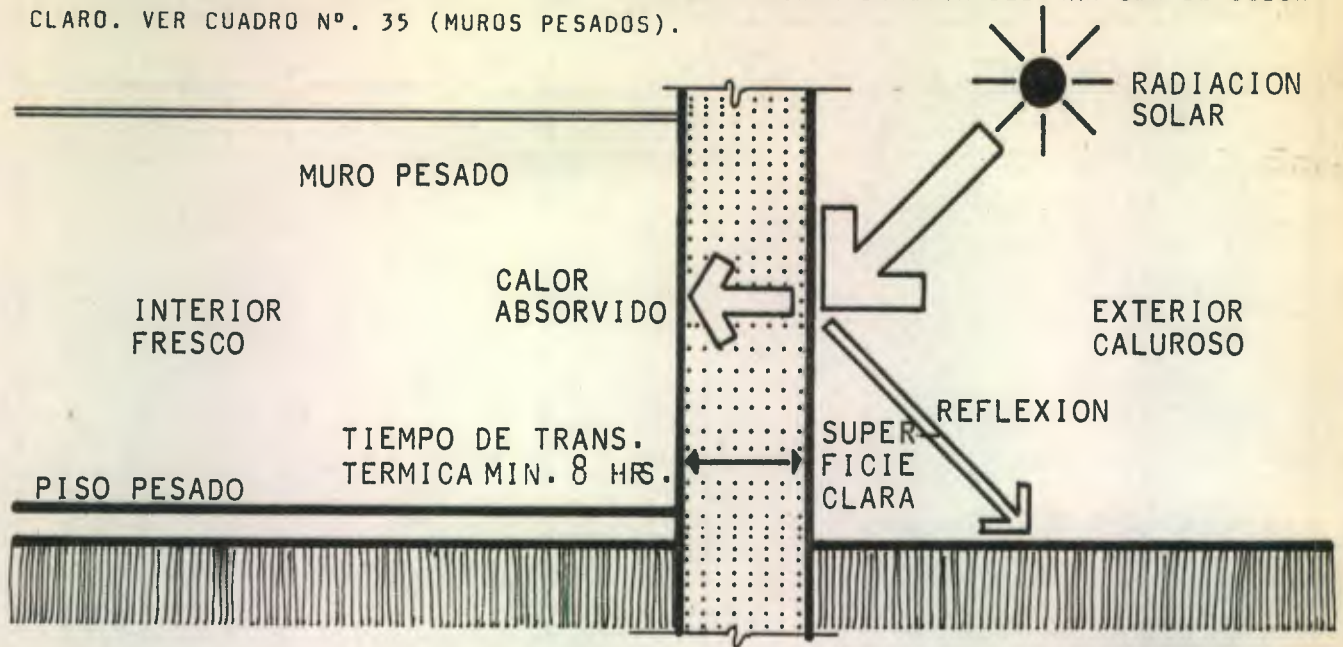 CLARO. VER CUADRO Nº. 35 (MUROS PESADOS).
RADIACION
SOLAR
MURO PESADO
CALOR
ABSORVIDO
INTERIOR
FRESCO
EXTERIOR
CALUROSO
REFLEXION
TIEMPO DE TRANS.
TERMICA MIN. 8 HRS.
SUPER-
FICIE
CLARA
PISO PESADO